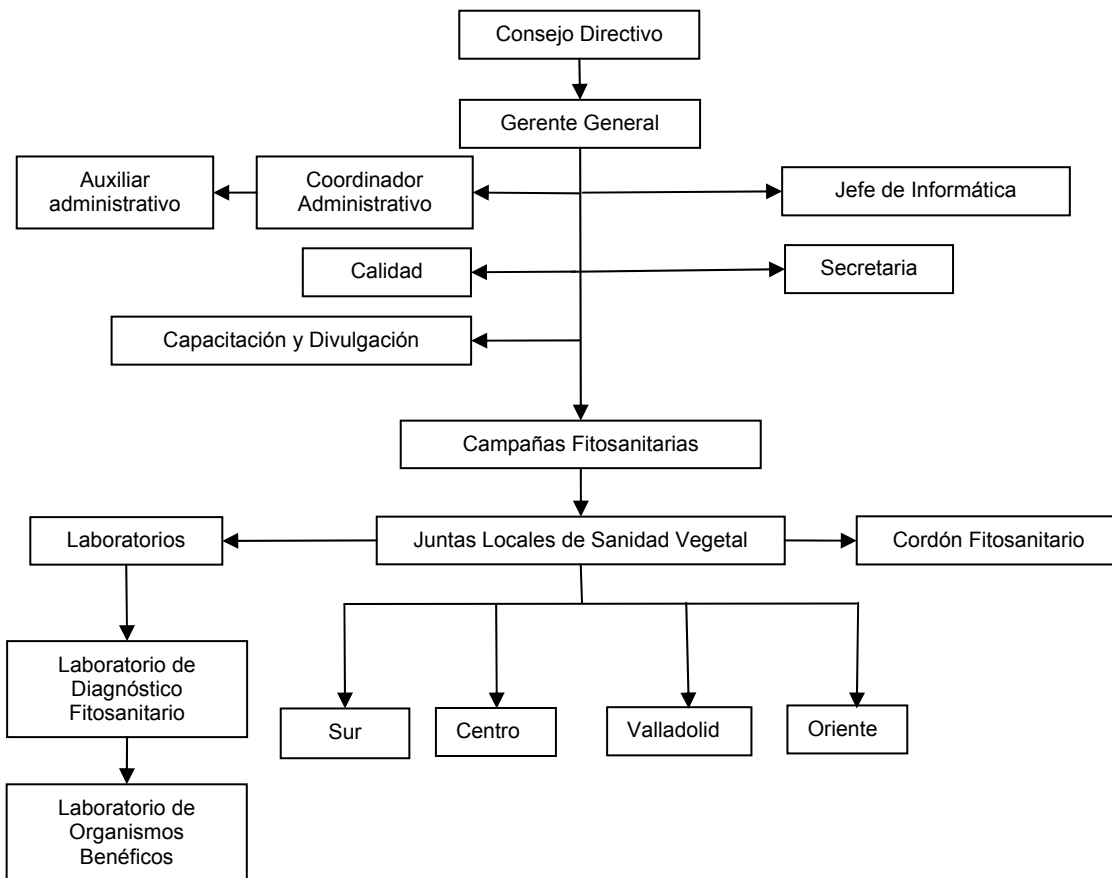 Consejo Directivo
Gerente General
Auxiliar
administrativo
Coordinador
Administrativo
Jefe de Informática
Calidad
Secretaria
Capacitación y Divulgación
Campañas Fitosanitarias
Laboratorios
Juntas Locales de Sanidad Vegetal
Cordón Fitosanitario
Laboratorio de
Diagnóstico
Fitosanitario
Sur
Centro
Valladolid
Oriente
Laboratorio de
Organismos
Benéficos